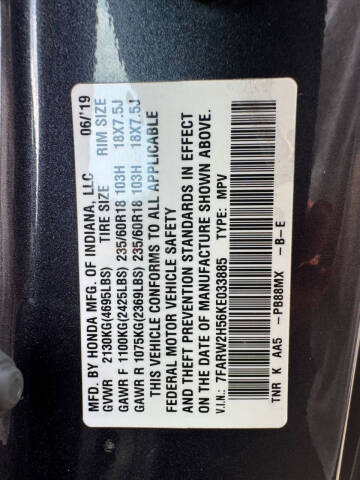 MFD. BY HONDA MFG. OF INDIANA, LLC 06/'19
GVWR 2130KG(4695LBS) TIRE SIZE RIM SIZE
GAWR F 1100KG(2425LBS) 235/60R18 103H 18X7.5J
GAWR R 1075KG(2369LBS) 235/60R18 103H 18X7.5J
THIS VEHICLE CONFORMS TO ALL APPLICABLE
FEDERAL MOTOR VEHICLE SAFETY
AND THEFT PREVENTION STANDARDS IN EFFECT
ON THE DATE OF MANUFACTURE SHOWN ABOVE.
V.I.N.: 7FARW2H56KE033885 TYPE: MPV
TNR K AA5 -PB88MX -B-E